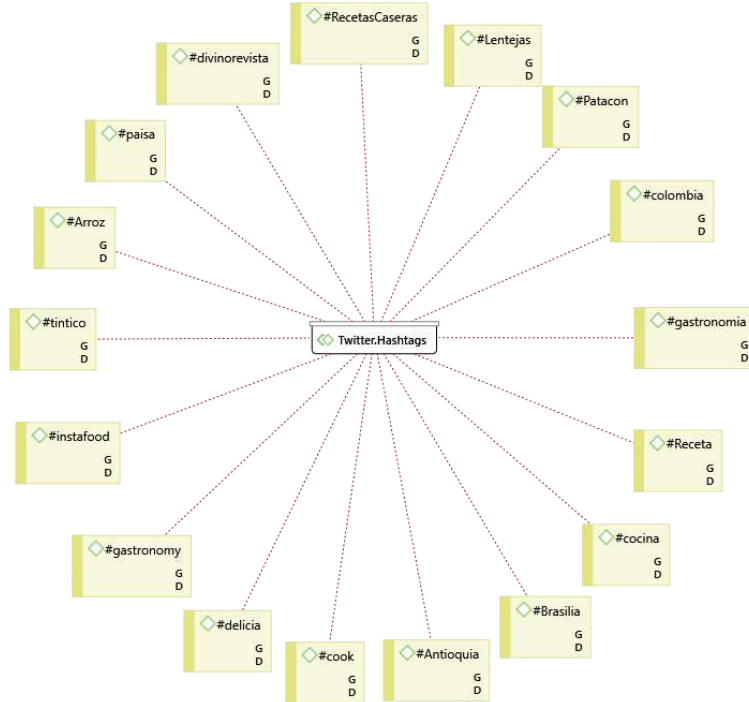 #RecetasCaseras
G
D
#Lentejas
G
D
#divinorevista
G
D
#Patacon
G
D
#paisa
G
D
#colombia
G
D
#Arroz
G
D
#tintico
G
D
#gastronomia
G
D
Twitter.Hashtags
#instafood
G
D
#Receta
G
D
#gastronomy
G
D
#cocina
G
D
#delicia
G
D
#Brasilia
G
D
#cook
G
D
#Antioquia
G
D